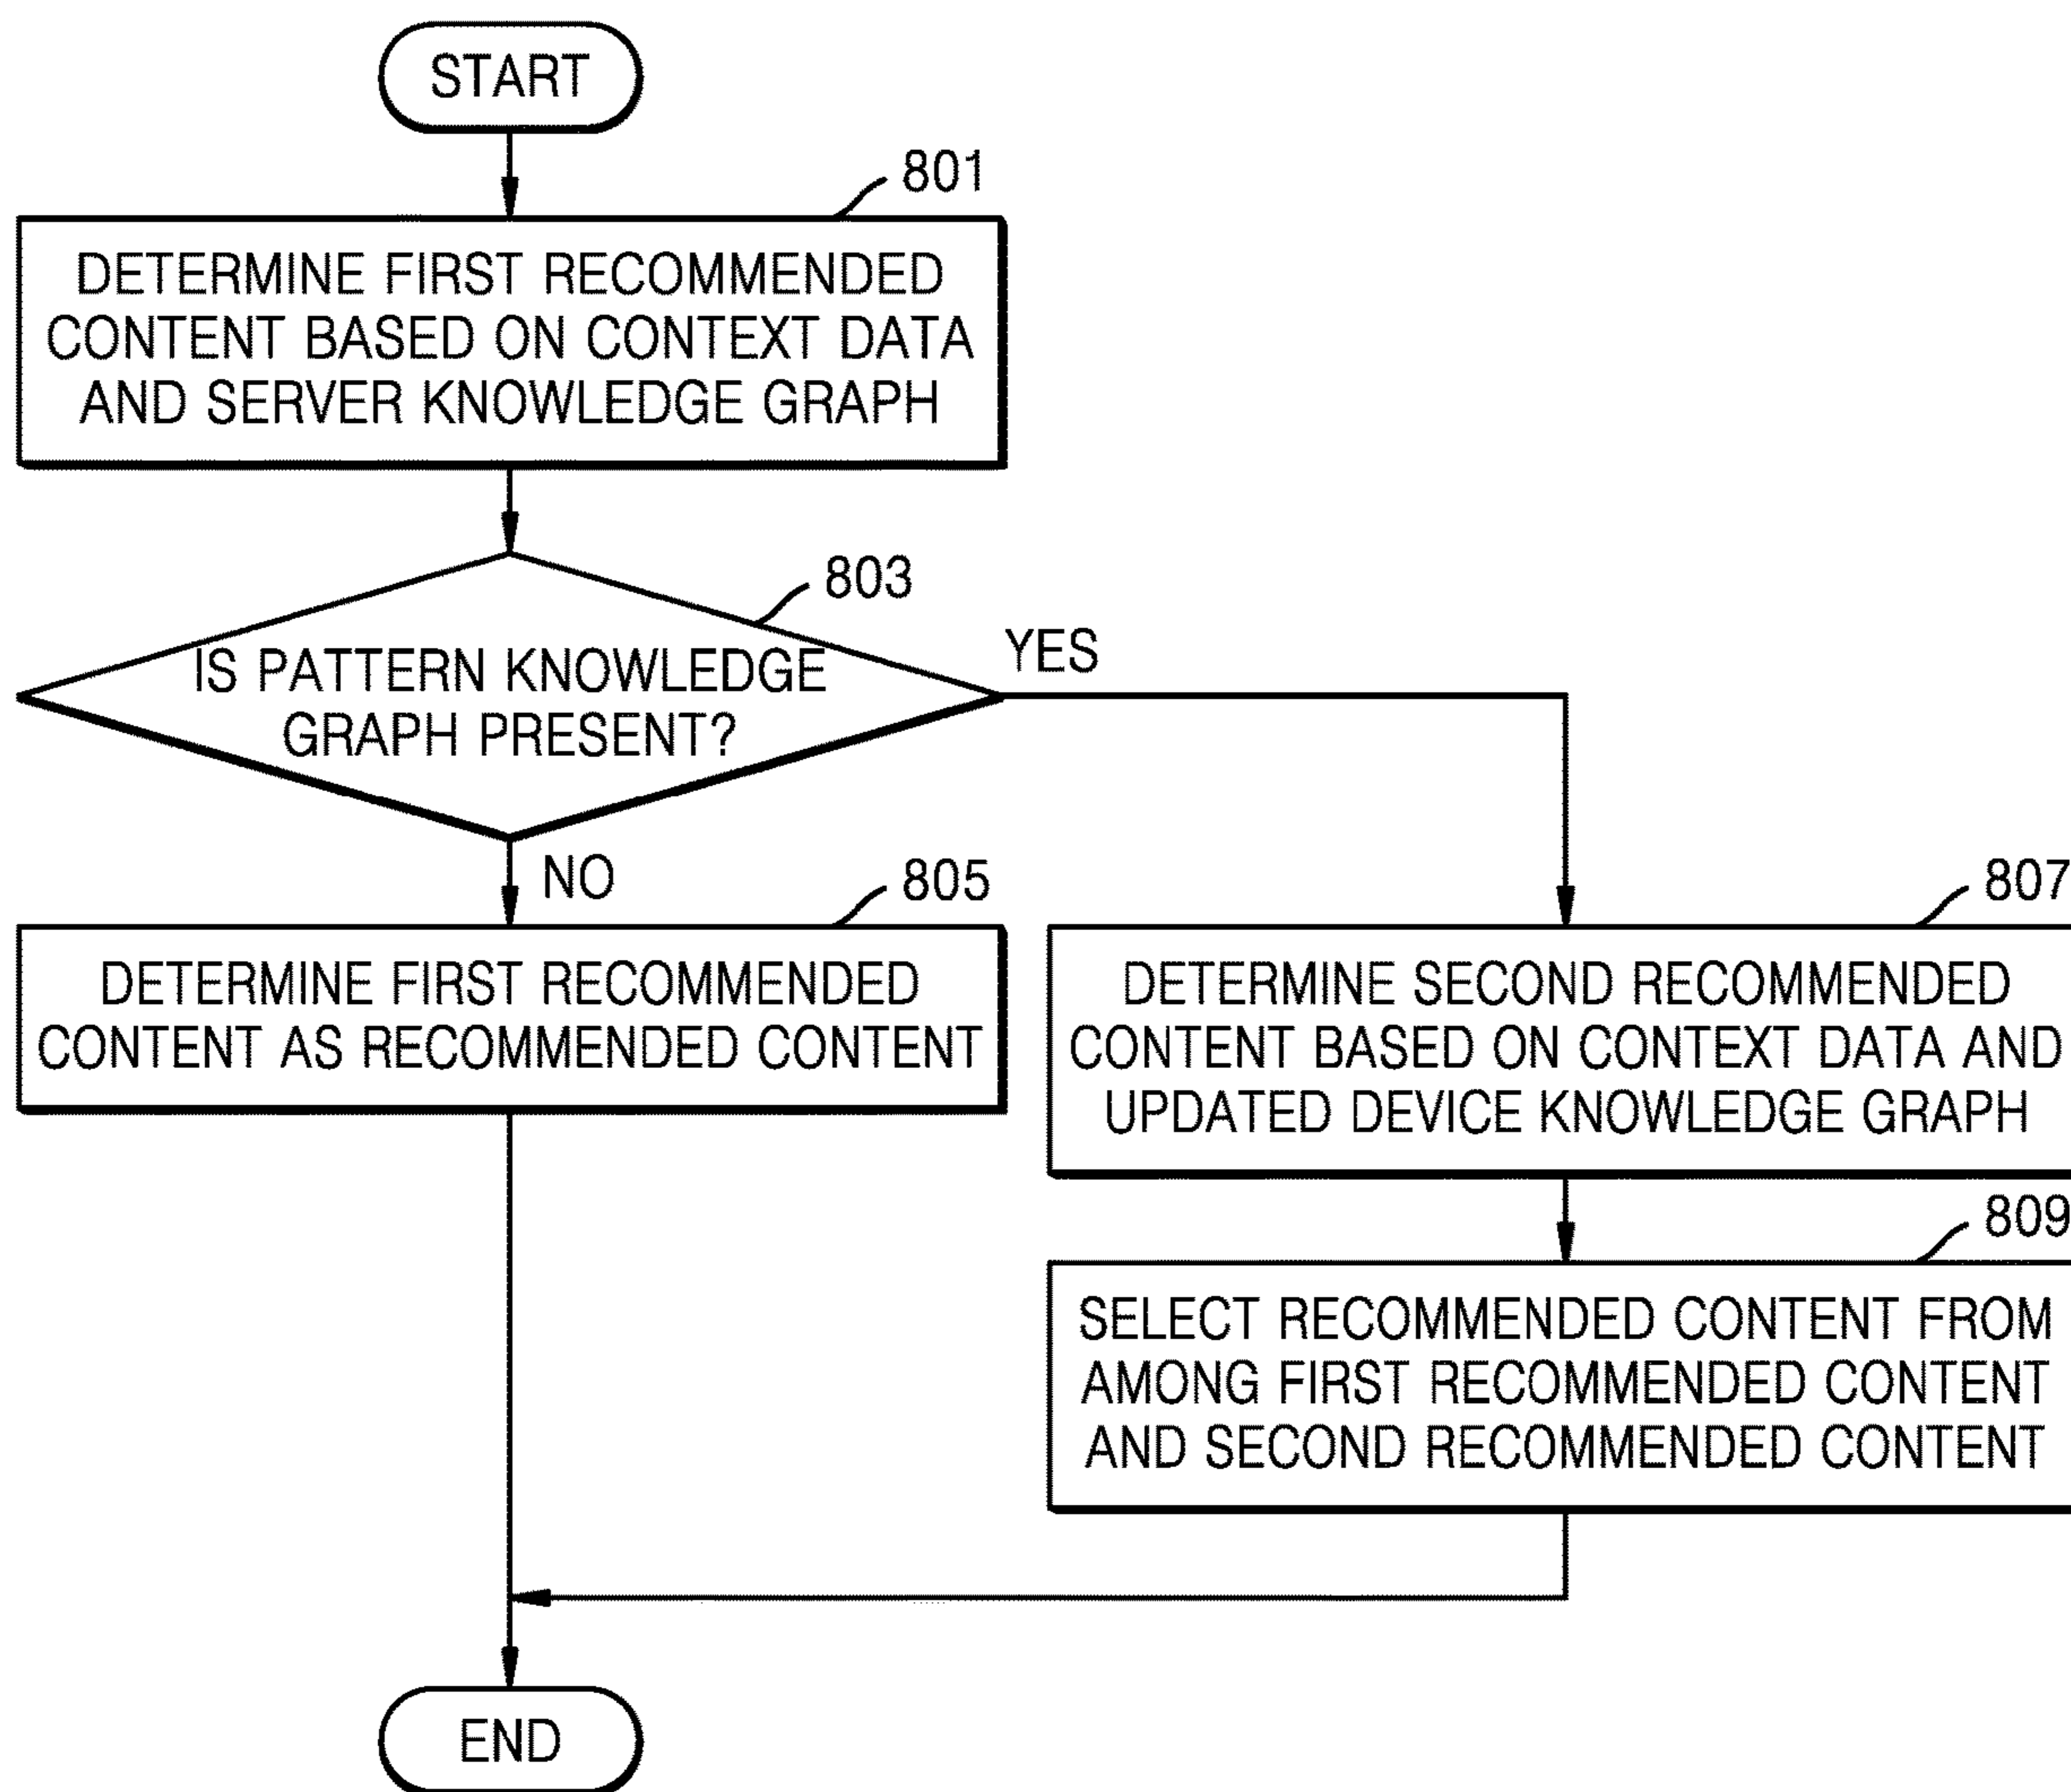 START
801
DETERMINE FIRST RECOMMENDED
CONTENT BASED ON CONTEXT DATA
AND SERVER KNOWLEDGE GRAPH
803
IS PATTERN KNOWLEDGE
GRAPH PRESENT?
YES
NO
805
DETERMINE FIRST RECOMMENDED
CONTENT AS RECOMMENDED CONTENT
807
DETERMINE SECOND RECOMMENDED
CONTENT BASED ON CONTEXT DATA AND
UPDATED DEVICE KNOWLEDGE GRAPH
809
SELECT RECOMMENDED CONTENT FROM
AMONG FIRST RECOMMENDED CONTENT
AND SECOND RECOMMENDED CONTENT
END